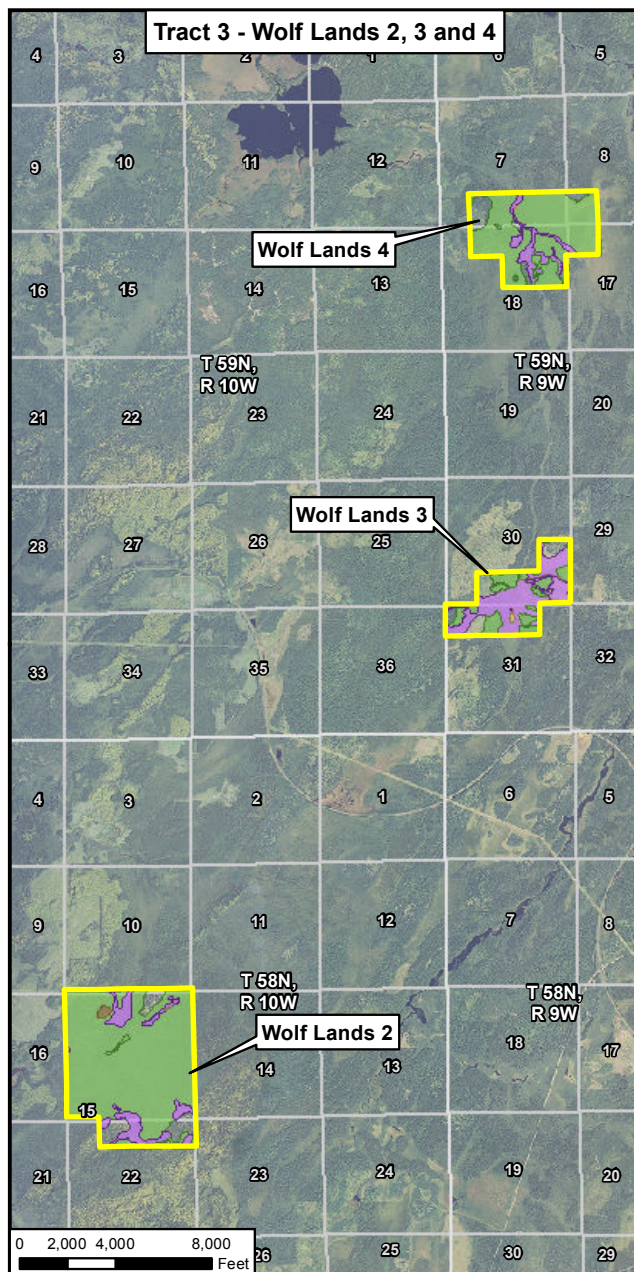 Tract 3 - Wolf Lands 2, 3 and 4
4 3 2 1 6 5
9 10 11 12 7 8
Wolf Lands 4
16 15 14 13 18 17
T 59N,
R 10W
T 59N,
R 9W
21 22 23 24 19 20
Wolf Lands 3
28 27 26 25 30 29
33 34 35 36 31 32
4 3 2 1 6 5
9 10 11 12 7 8
T 58N,
R 10W
T 58N,
R 9W
Wolf Lands 2
16 15 14 13 18 17
21 22 23 24 19 20
26 25 30 29
0 2,000 4,000 8,000
Feet